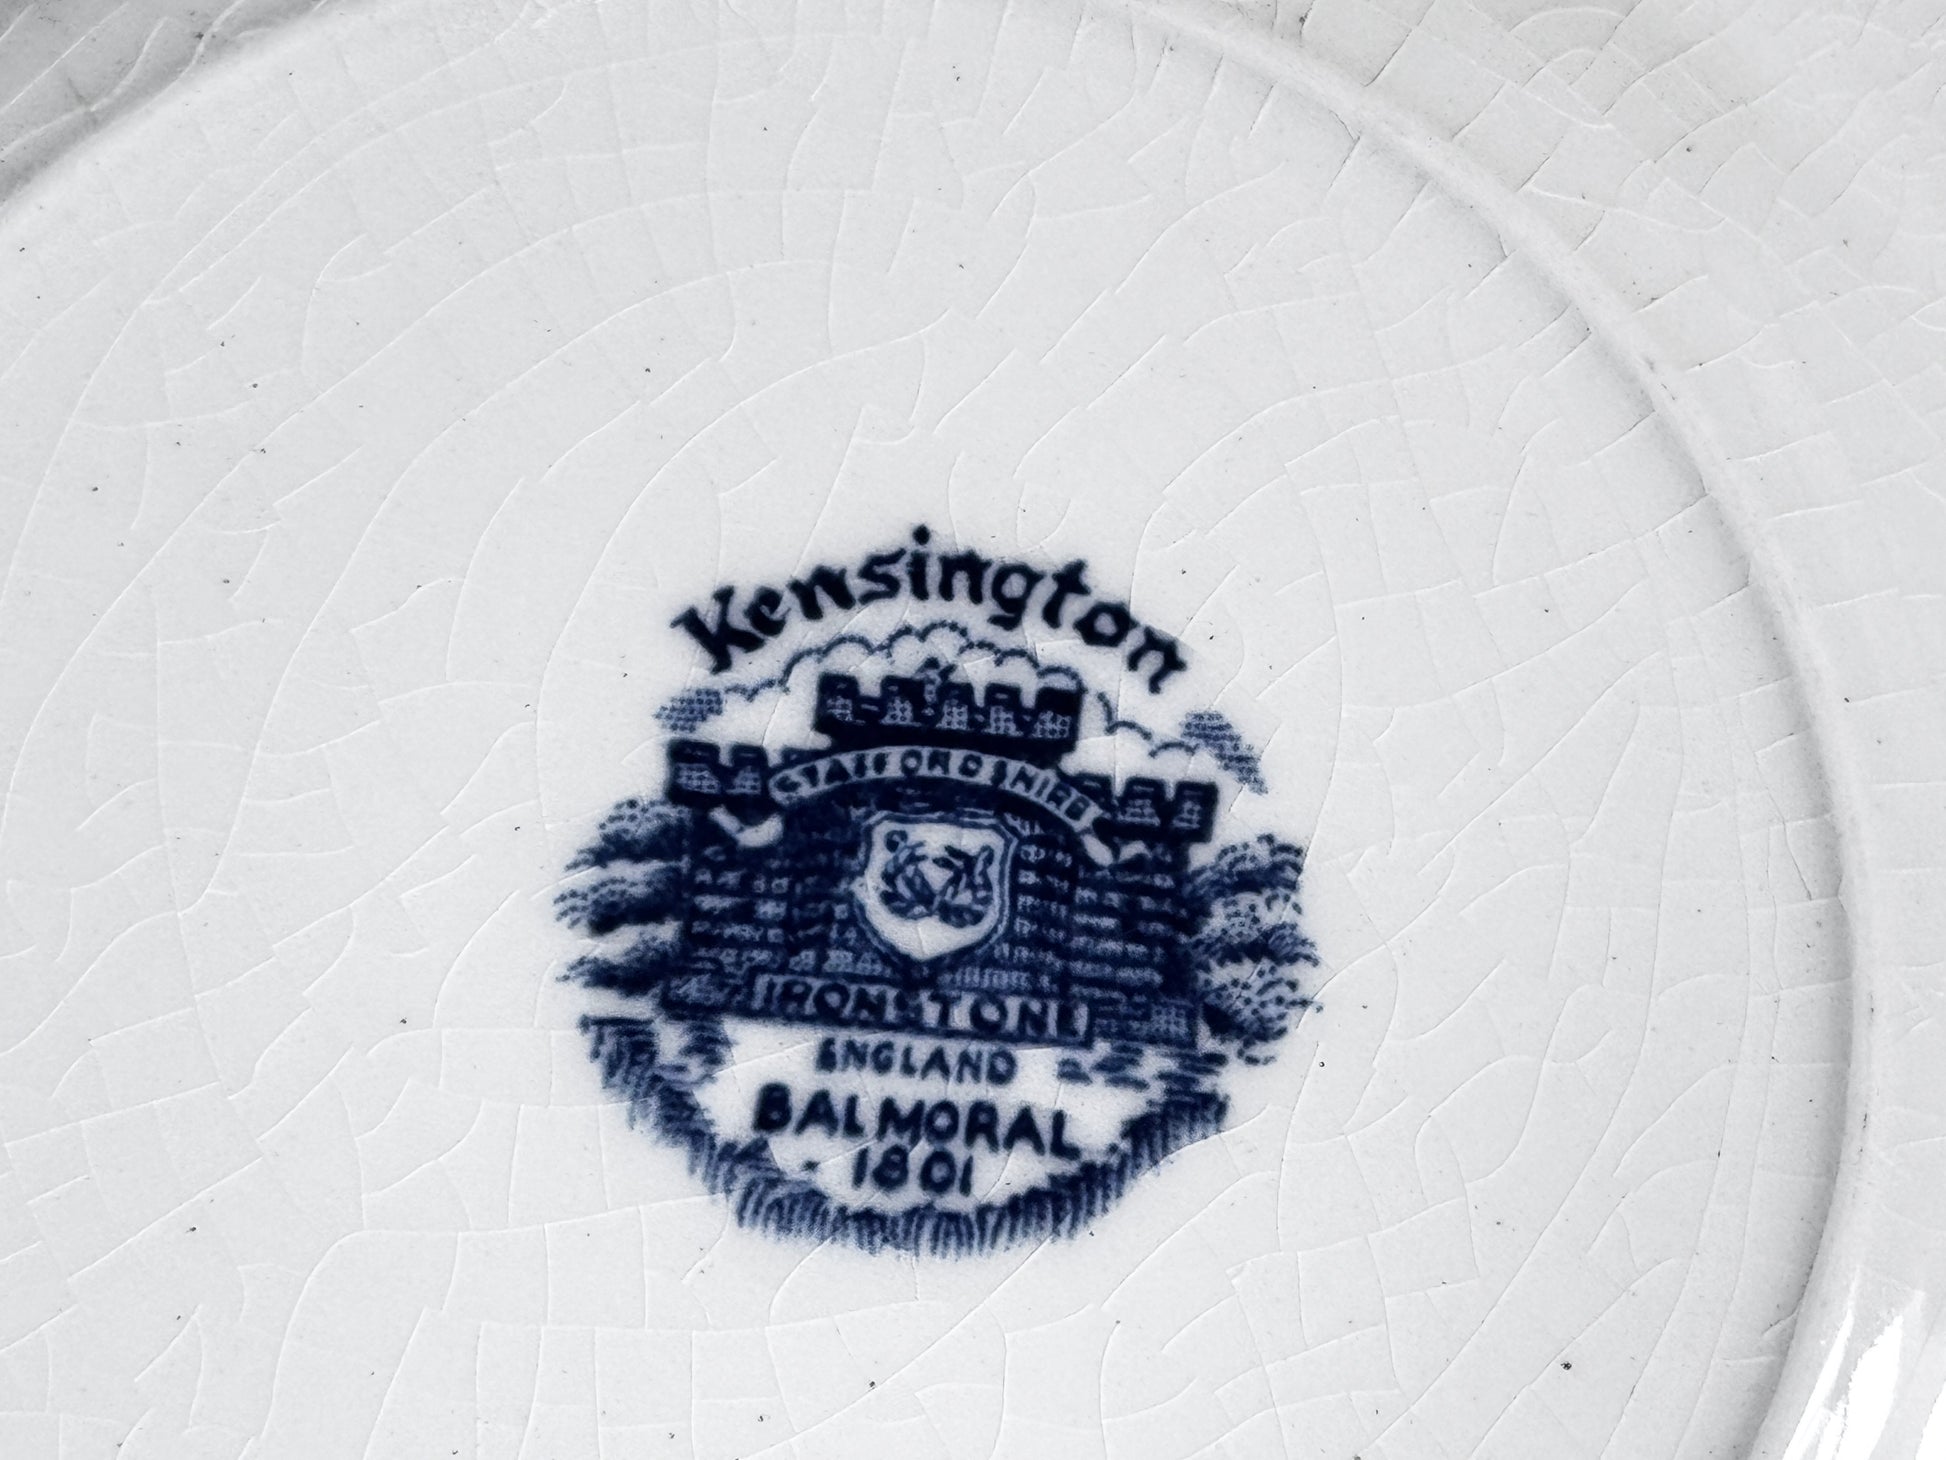 Kensington
STAFFORDSHIRE
IRONSTONE
ENGLAND
BALMORAL
1801